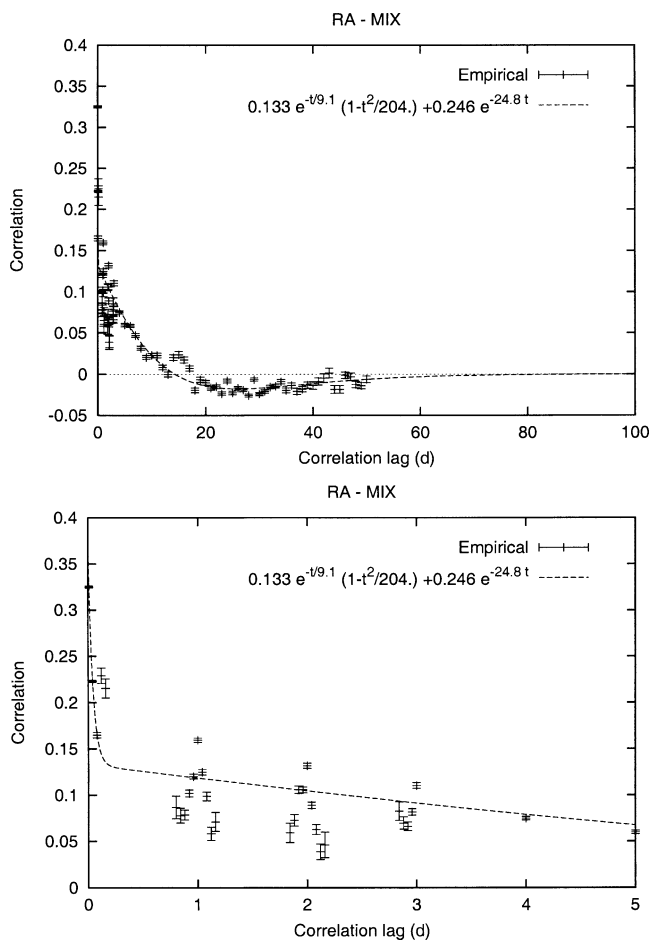 RA - MIX
0.4
0.35
0.3
0.25
0.2
0.15
0.1
0.05
0
-0.05
Correlation
Empirical
0.133 e^-t/9.1 (1-t^2/204.) +0.246 e^-24.8 t
0 20 40 60 80 100
Correlation lag (d)
RA - MIX
0.4
0.35
0.3
0.25
0.2
0.15
0.1
0.05
0
Correlation
Empirical
0.133 e^-t/9.1 (1-t^2/204.) +0.246 e^-24.8 t
0 1 2 3 4 5
Correlation lag (d)